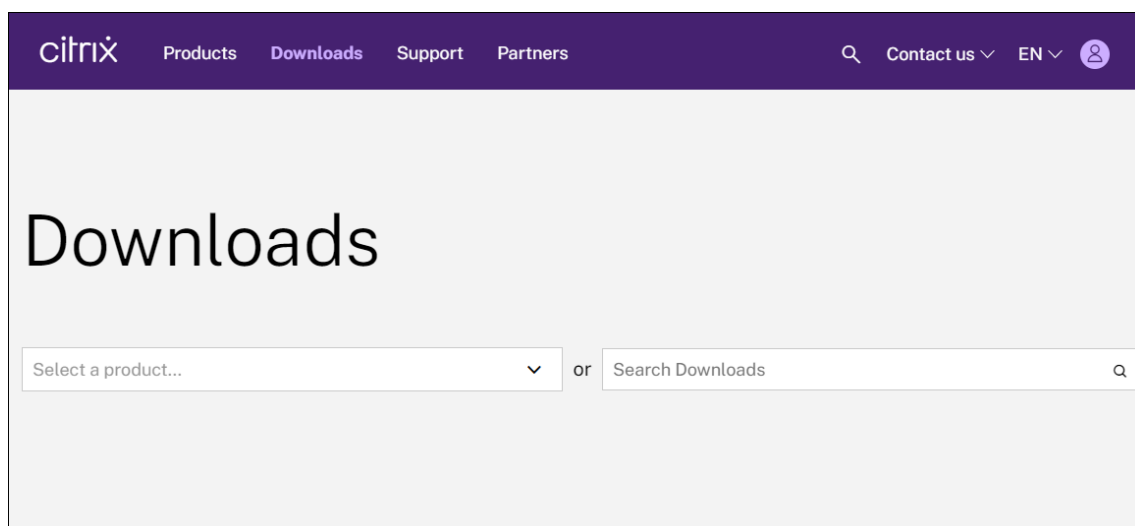 citrix Products Downloads Support Partners Contact us EN
Downloads
Select a product... or Search Downloads